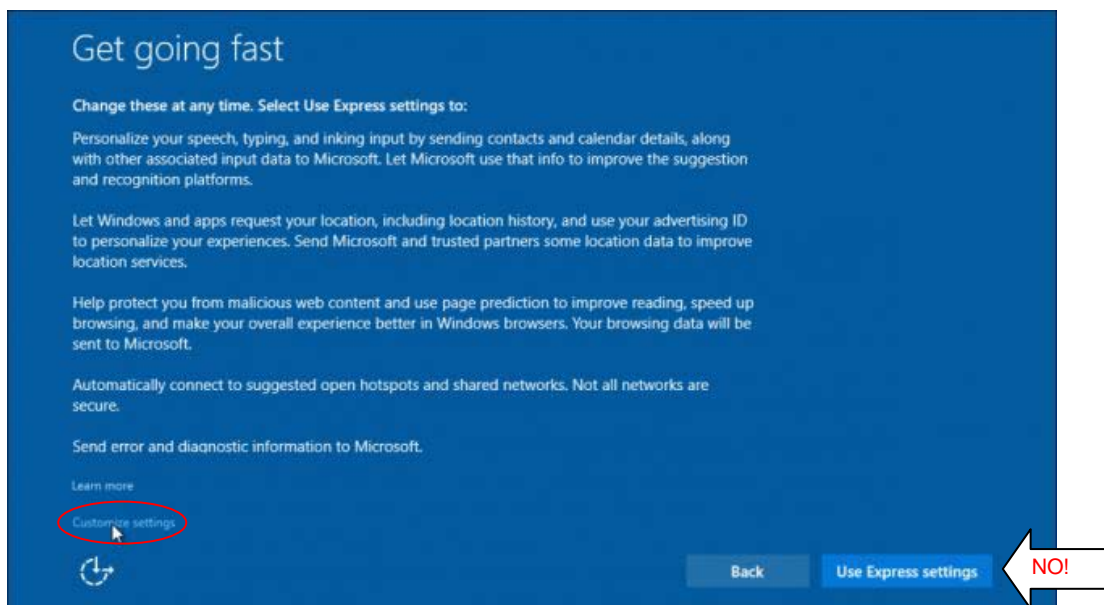 Get going fast
Change these at any time. Select Use Express settings to:
Personalize your speech, typing, and inking input by sending contacts and calendar details, along
with other associated input data to Microsoft. Let Microsoft use that info to improve the suggestion
and recognition platforms.
Let Windows and apps request your location, including location history, and use your advertising ID
to personalize your experiences. Send Microsoft and trusted partners some location data to improve
location services.
Help protect you from malicious web content and use page prediction to improve reading, speed up
browsing, and make your overall experience better in Windows browsers. Your browsing data will be
sent to Microsoft.
Automatically connect to suggested open hotspots and shared networks. Not all networks are
secure.
Send error and diagnostic information to Microsoft.
Learn more
Customize settings
Back
Use Express settings
NO!